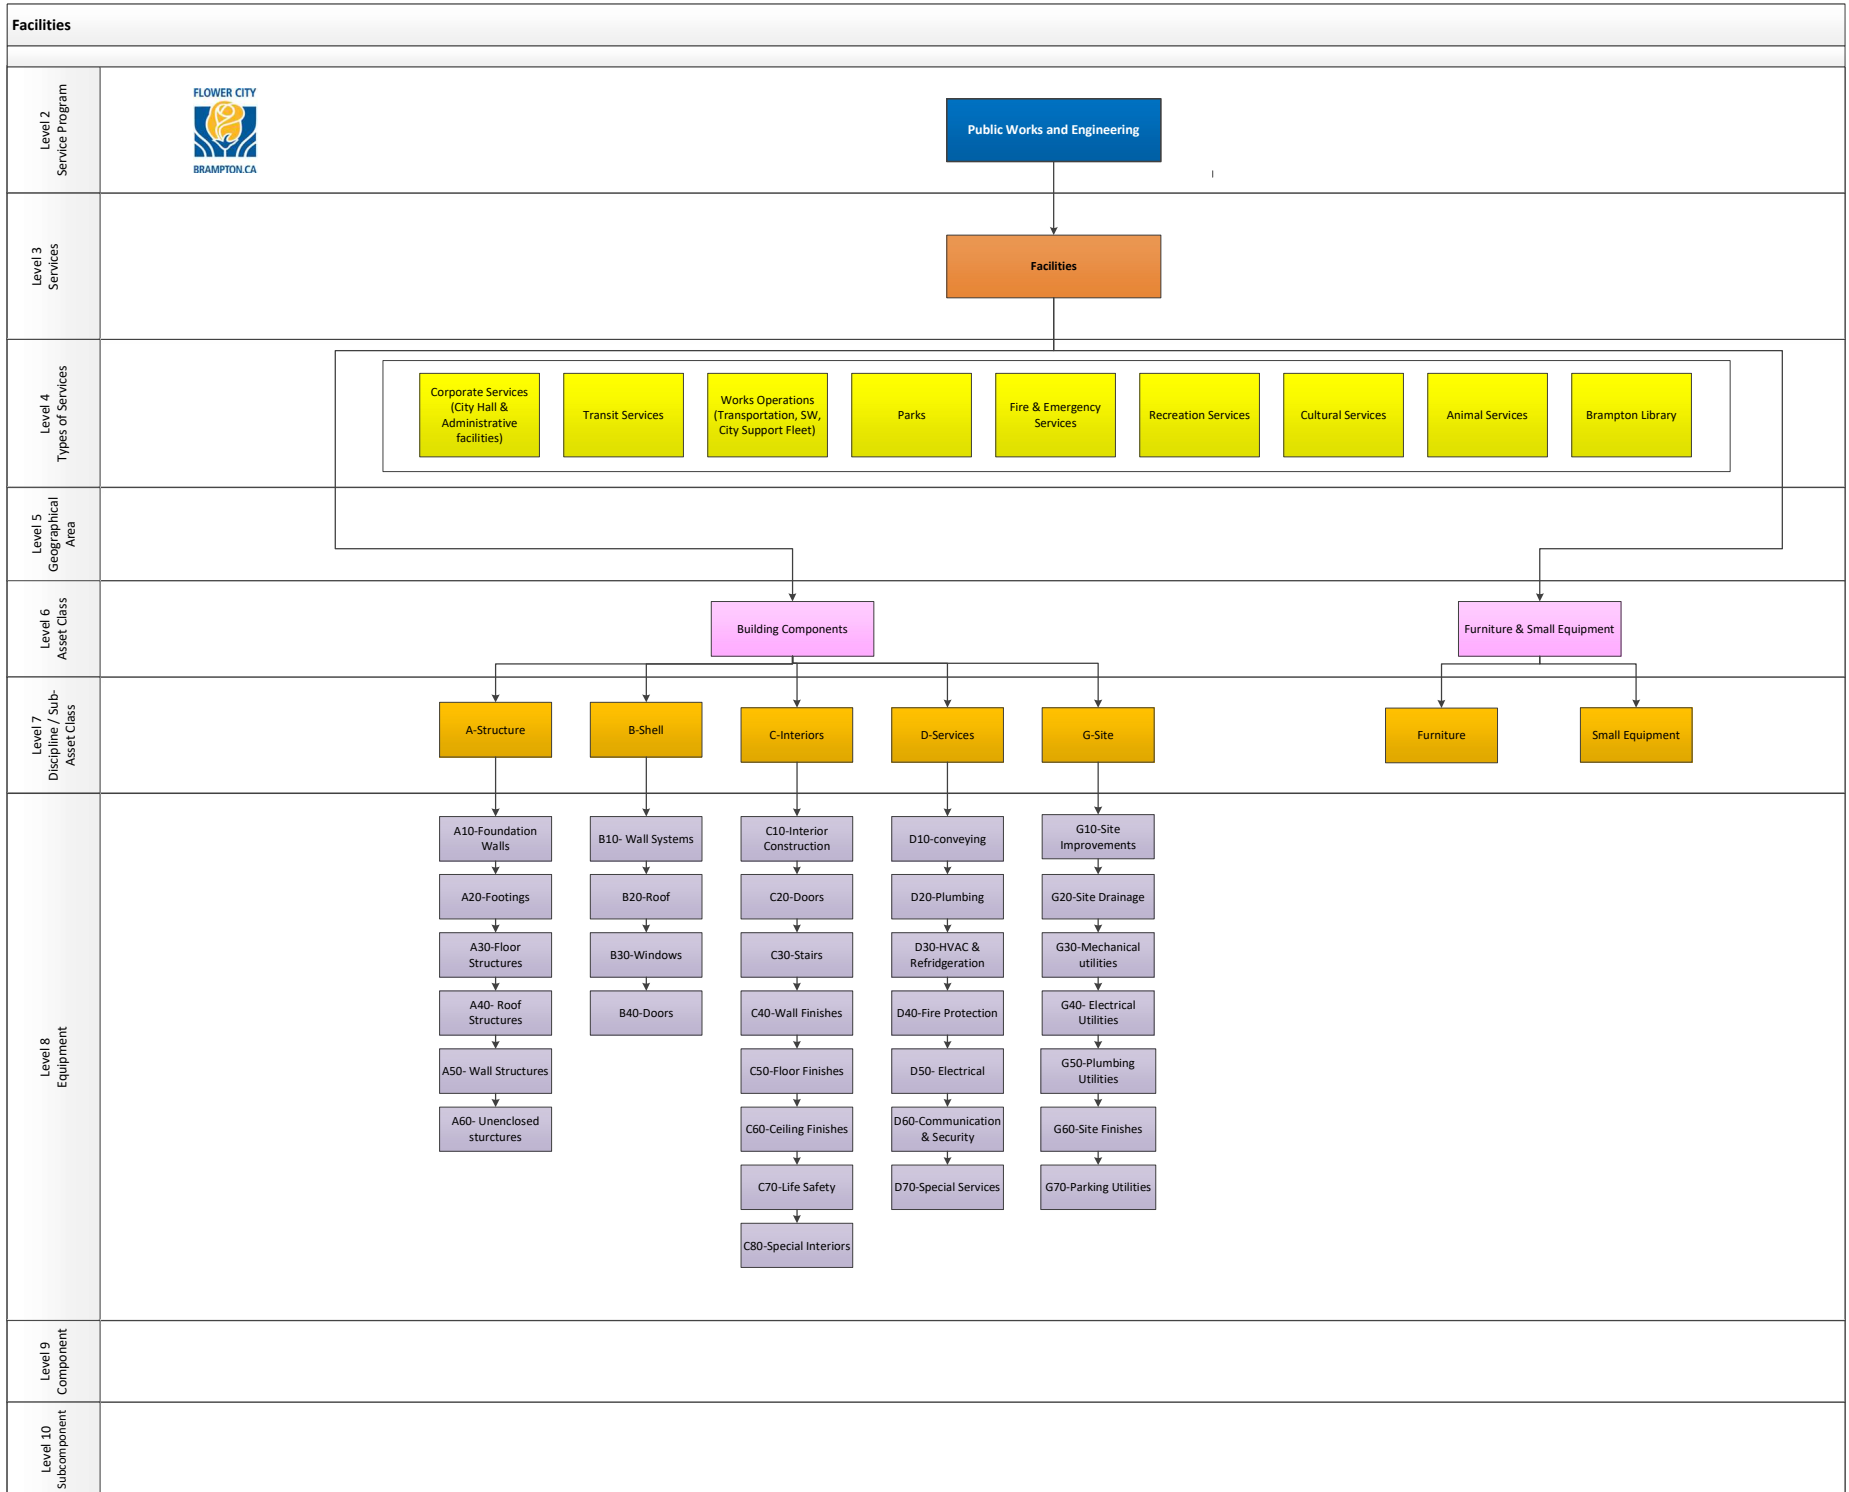 Facilities
Level 2
Service Program
FLOWER CITY
BRAMPTON.CA
Public Works and Engineering
Level 3
Services
Facilities
Level 4
Types of Services
Corporate Services
(City Hall &
Administrative
facilities)
Transit Services
Works Operations
(Transportation, SW,
City Support Fleet)
Parks
Fire & Emergency
Services
Recreation Services
Cultural Services
Animal Services
Brampton Library
Level 5
Geographical
Area
Level 6
Asset Class
Building Components
Furniture & Small Equipment
Level 7
Discipline / Sub-
Asset Class
A-Structure
B-Shell
C-Interiors
D-Services
G-Site
Furniture
Small Equipment
Level 8
Equipment
A10-Foundation
Walls
A20-Footings
A30-Floor
Structures
A40- Roof
Structures
A50- Wall Structures
A60- Unenclosed
sturctures
B10- Wall Systems
B20-Roof
B30-Windows
B40-Doors
C10-Interior
Construction
C20-Doors
C30-Stairs
C40-Wall Finishes
C50-Floor Finishes
C60-Ceiling Finishes
C70-Life Safety
C80-Special Interiors
D10-conveying
D20-Plumbing
D30-HVAC &
Refridgeration
D40-Fire Protection
D50- Electrical
D60-Communication
& Security
D70-Special Services
G10-Site
Improvements
G20-Site Drainage
G30-Mechanical
utilities
G40- Electrical
Utilities
G50-Plumbing
Utilities
G60-Site Finishes
G70-Parking Utilities
Level 9
Component
Level 10
Subcomponent